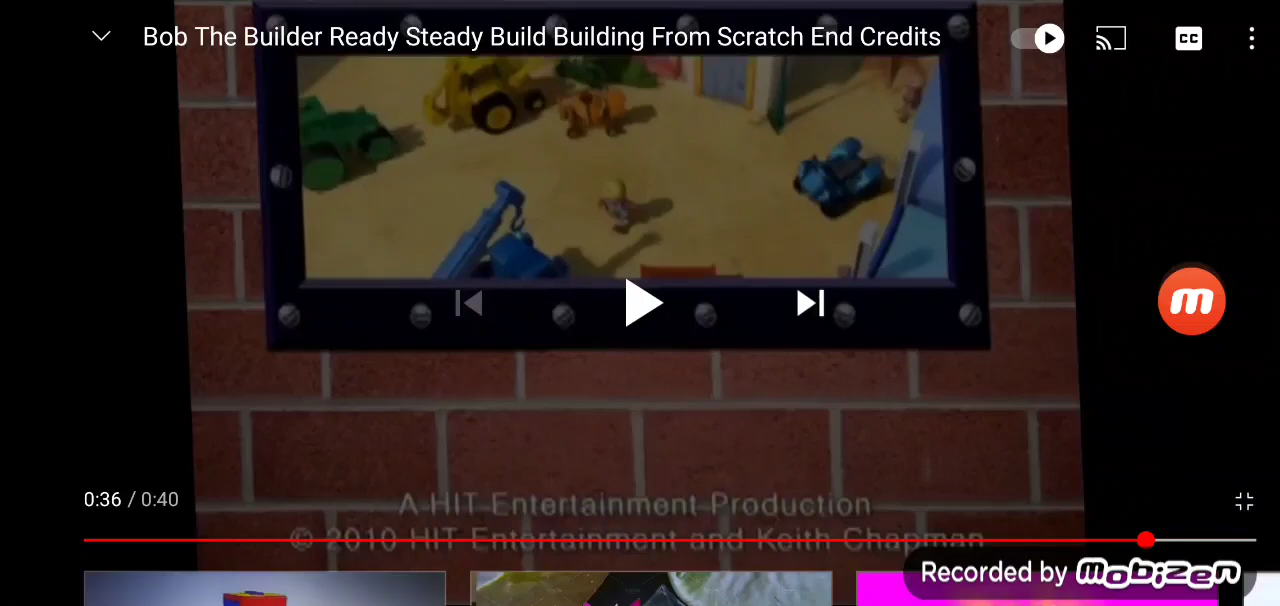 Bob The Builder Ready Steady Build Building From Scratch End Credits
CC
m
0:36 / 0:40
A HIT Entertainment Production
© 2010 HIT Entertainment and Keith Chapman
Recorded by mobizen